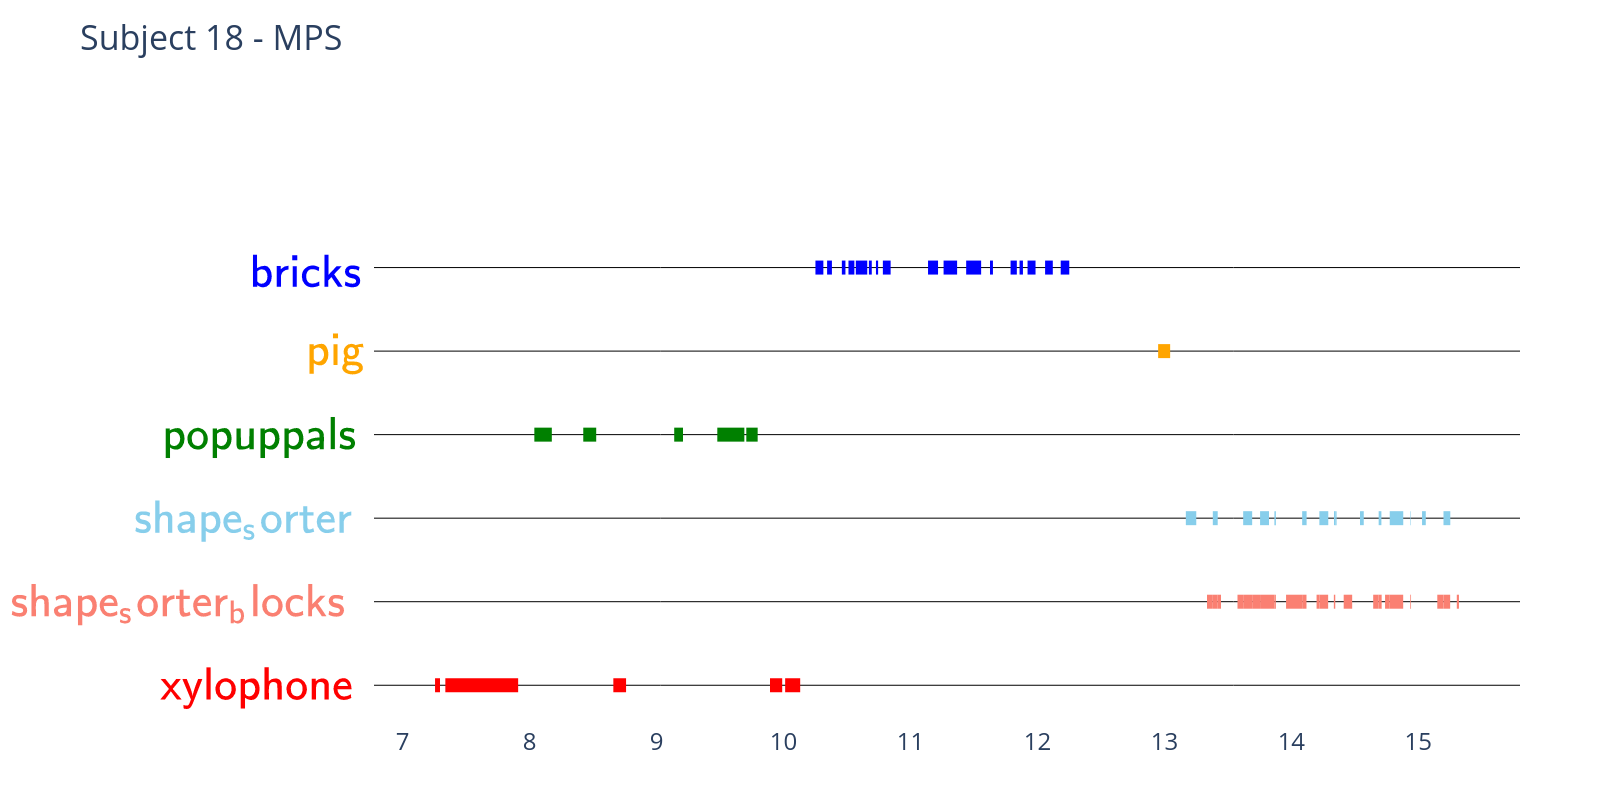 Subject 18 - MPS
bricks
pig
popuppals
shapesorter
shapesorterblocks
xylophone
7 8 9 10 11 12 13 14 15